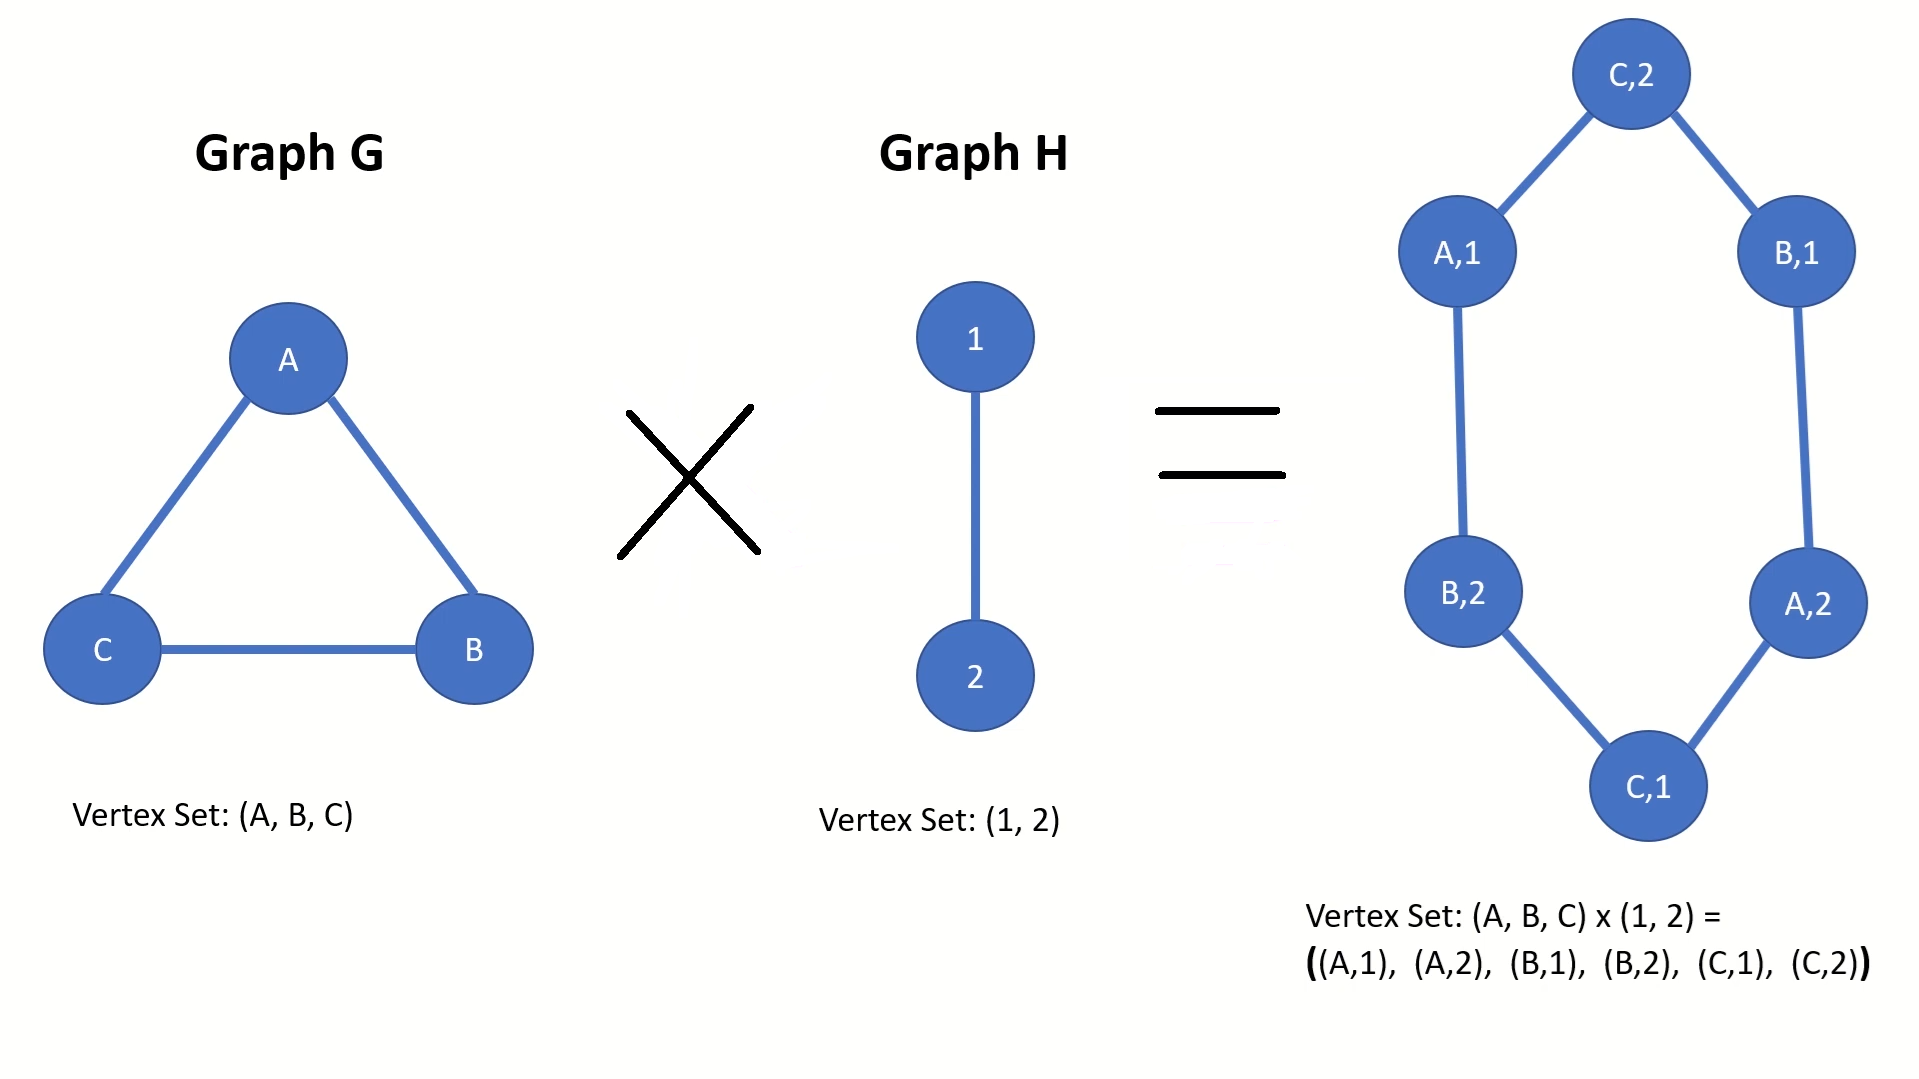 Graph G
Graph H
C,2
A,1
B,1
A
1
B,2
A,2
C
B
2
C,1
Vertex Set: (A, B, C)
Vertex Set: (1, 2)
Vertex Set: (A, B, C) x (1, 2) =
((A,1), (A,2), (B,1), (B,2), (C,1), (C,2))